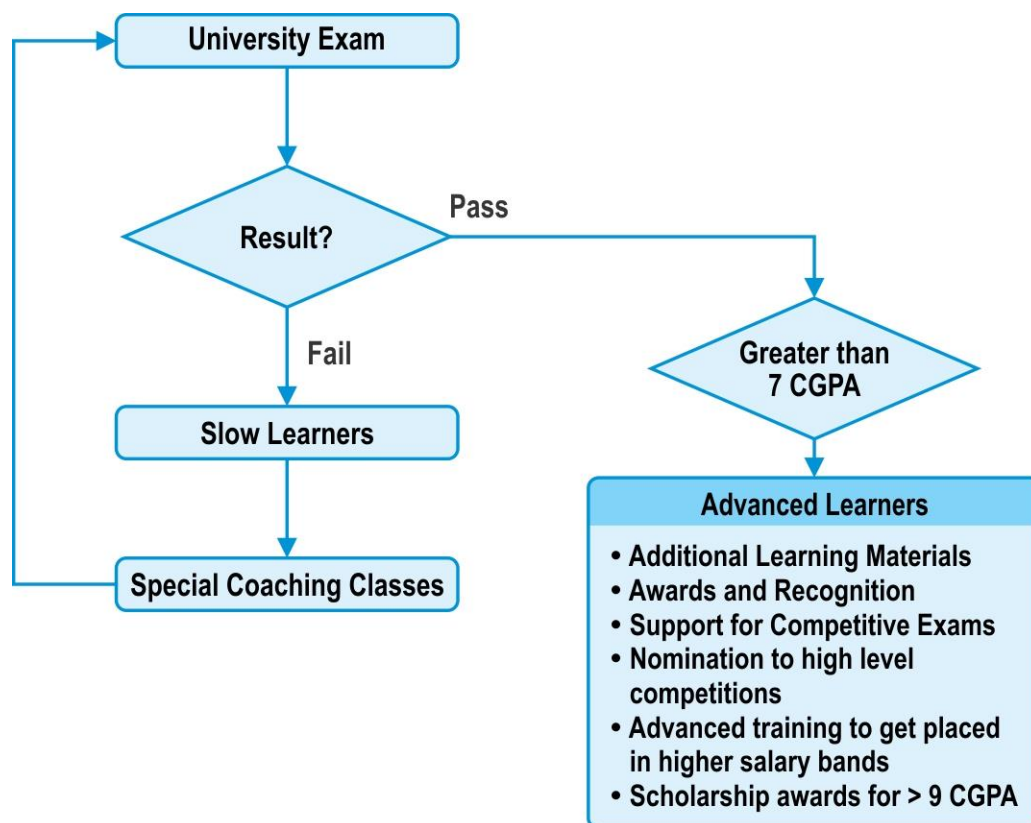 University Exam
Result?
Pass
Fail
Greater than
7 CGPA
Slow Learners
Special Coaching Classes
Advanced Learners
• Additional Learning Materials
• Awards and Recognition
• Support for Competitive Exams
• Nomination to high level
competitions
• Advanced training to get placed
in higher salary bands
• Scholarship awards for > 9 CGPA